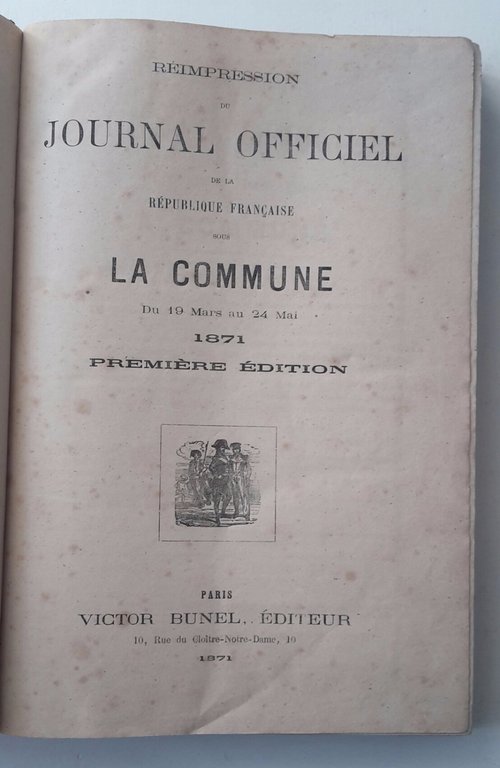 RÉIMPRESSION
DU
JOURNAL OFFICIEL
DE LA
RÉPUBLIQUE FRANÇAISE
SOUS
LA COMMUNE
Du 19 Mars au 24 Mai
1871
PREMIÈRE ÉDITION
PARIS
VICTOR BUNEL, ÉDITEUR
10, Rue du Cloître-Notre-Dame, 10
1871